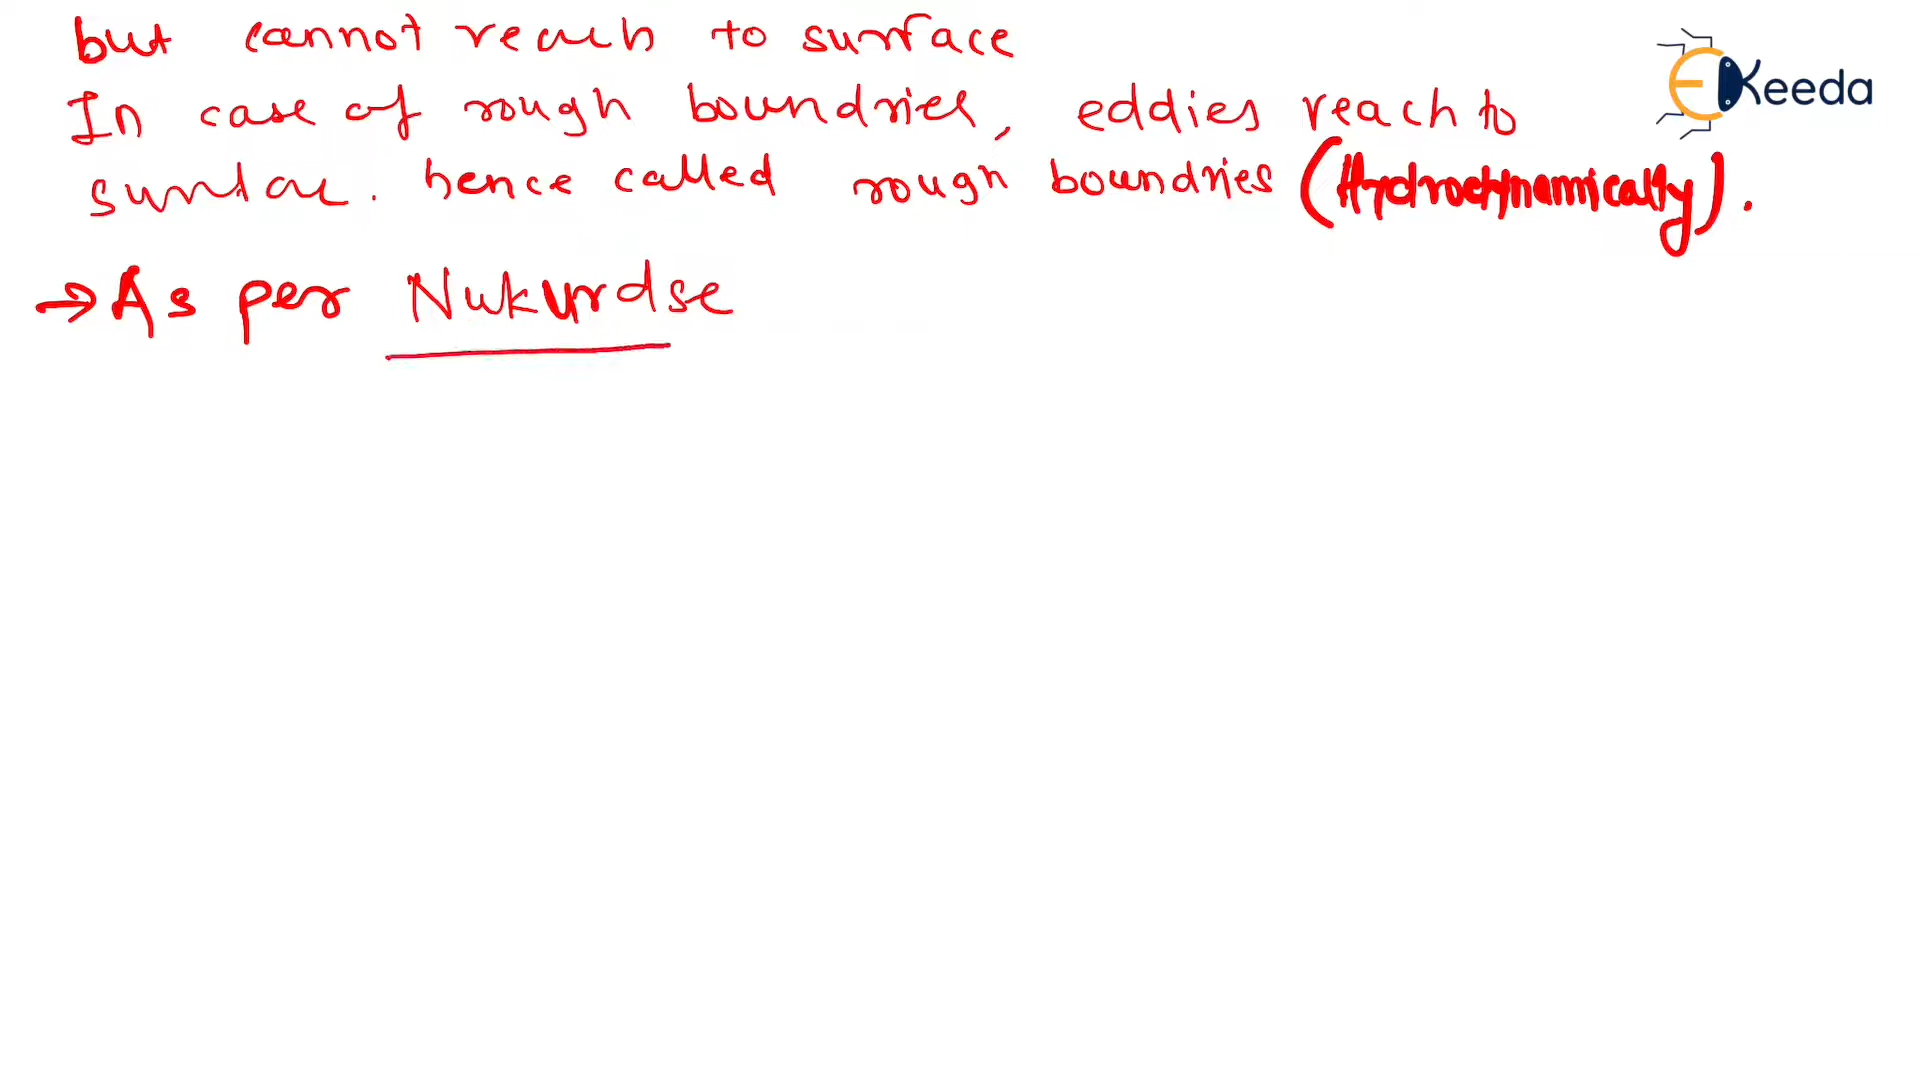 but cannot reach to surface
EKeeda
In case of rough boundries, eddies reach to
surface. hence called rough boundries (Hydrodynamically).
→ As per Nukurdse